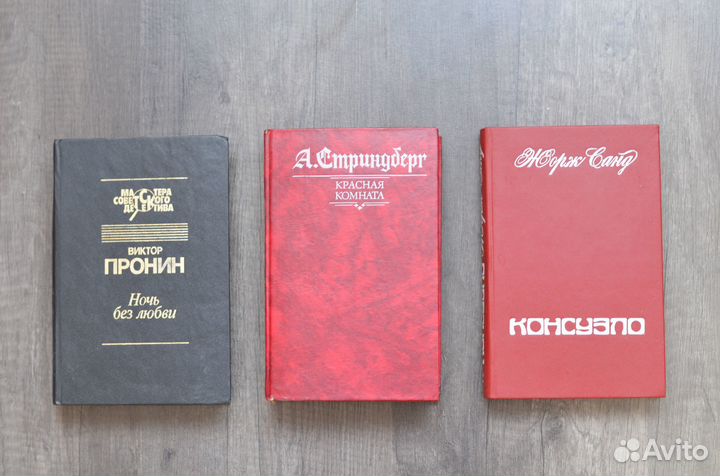 МАСТЕРА
СОВЕТСКОГО
ДЕТЕКТИВА
ВИКТОР
ПРОНИН
Ночь
без любви
А.Стриндберг
КРАСНАЯ
КОМНАТА
Жорж Санд
КОНСУЭЛО
Avito